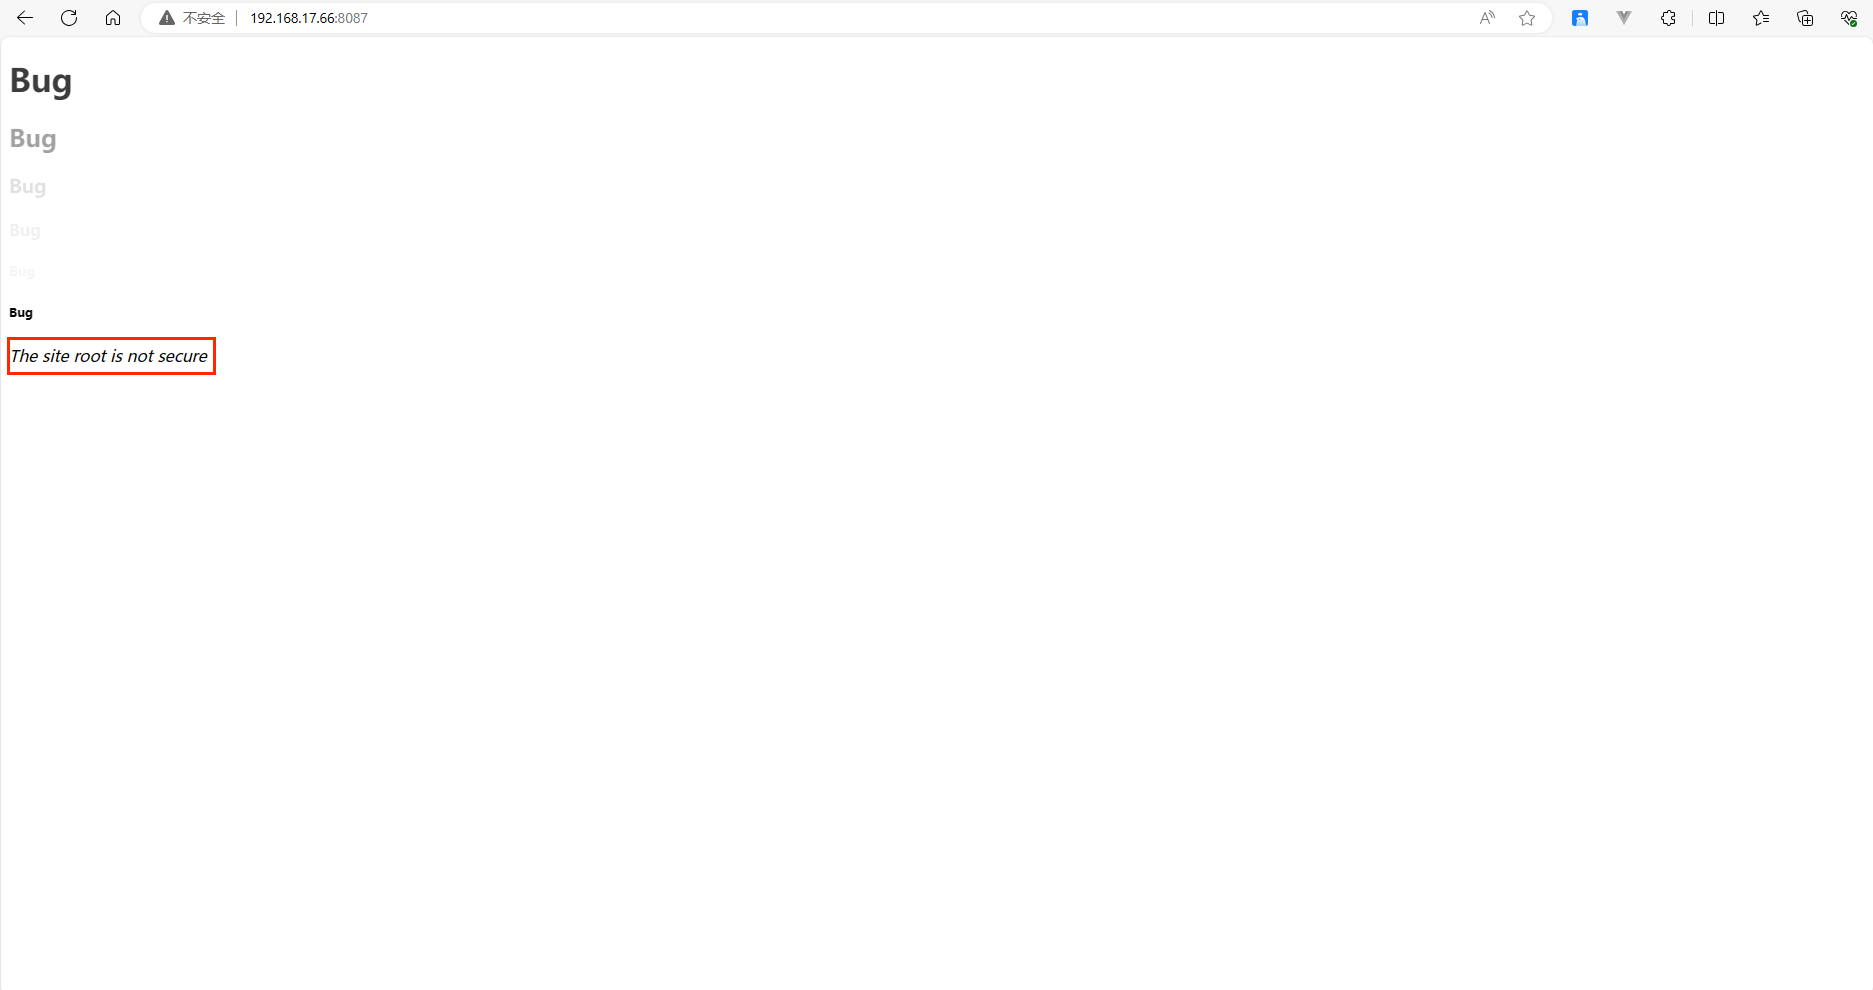 不安全 192.168.17.66:8087
Bug
Bug
Bug
Bug
Bug
Bug
The site root is not secure